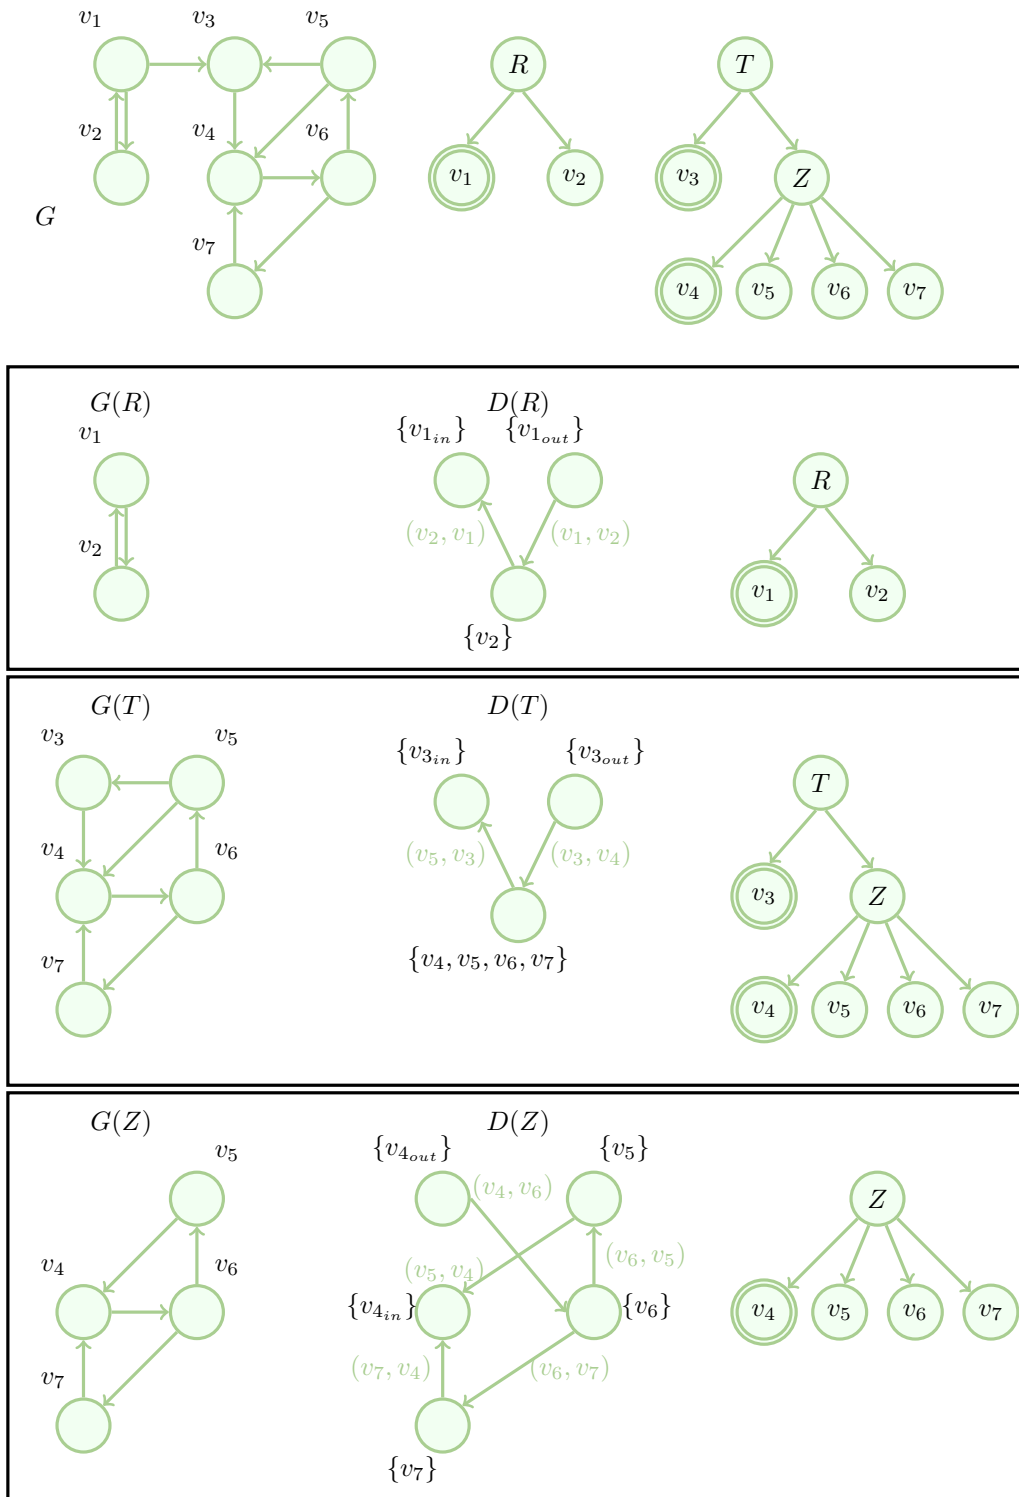 v1 v3 v5 R T
v2 v4 v6 v1 v2 v3 Z
G
v7 v4 v5 v6 v7
G(R) D(R)
v1 {v1in} {v1out} R
v2 (v2, v1) (v1, v2) v1 v2
{v2}
G(T) D(T)
v3 v5 {v3in} {v3out} T
v4 v6 (v5, v3) (v3, v4) v3 Z
v7 {v4, v5, v6, v7} v4 v5 v6 v7
G(Z) D(Z)
v5 {v4out} {v5} Z
(v4, v6)
v4 v6 (v5, v4) (v6, v5)
{v4in} {v6} v4 v5 v6 v7
v7 (v7, v4) (v6, v7)
{v7}